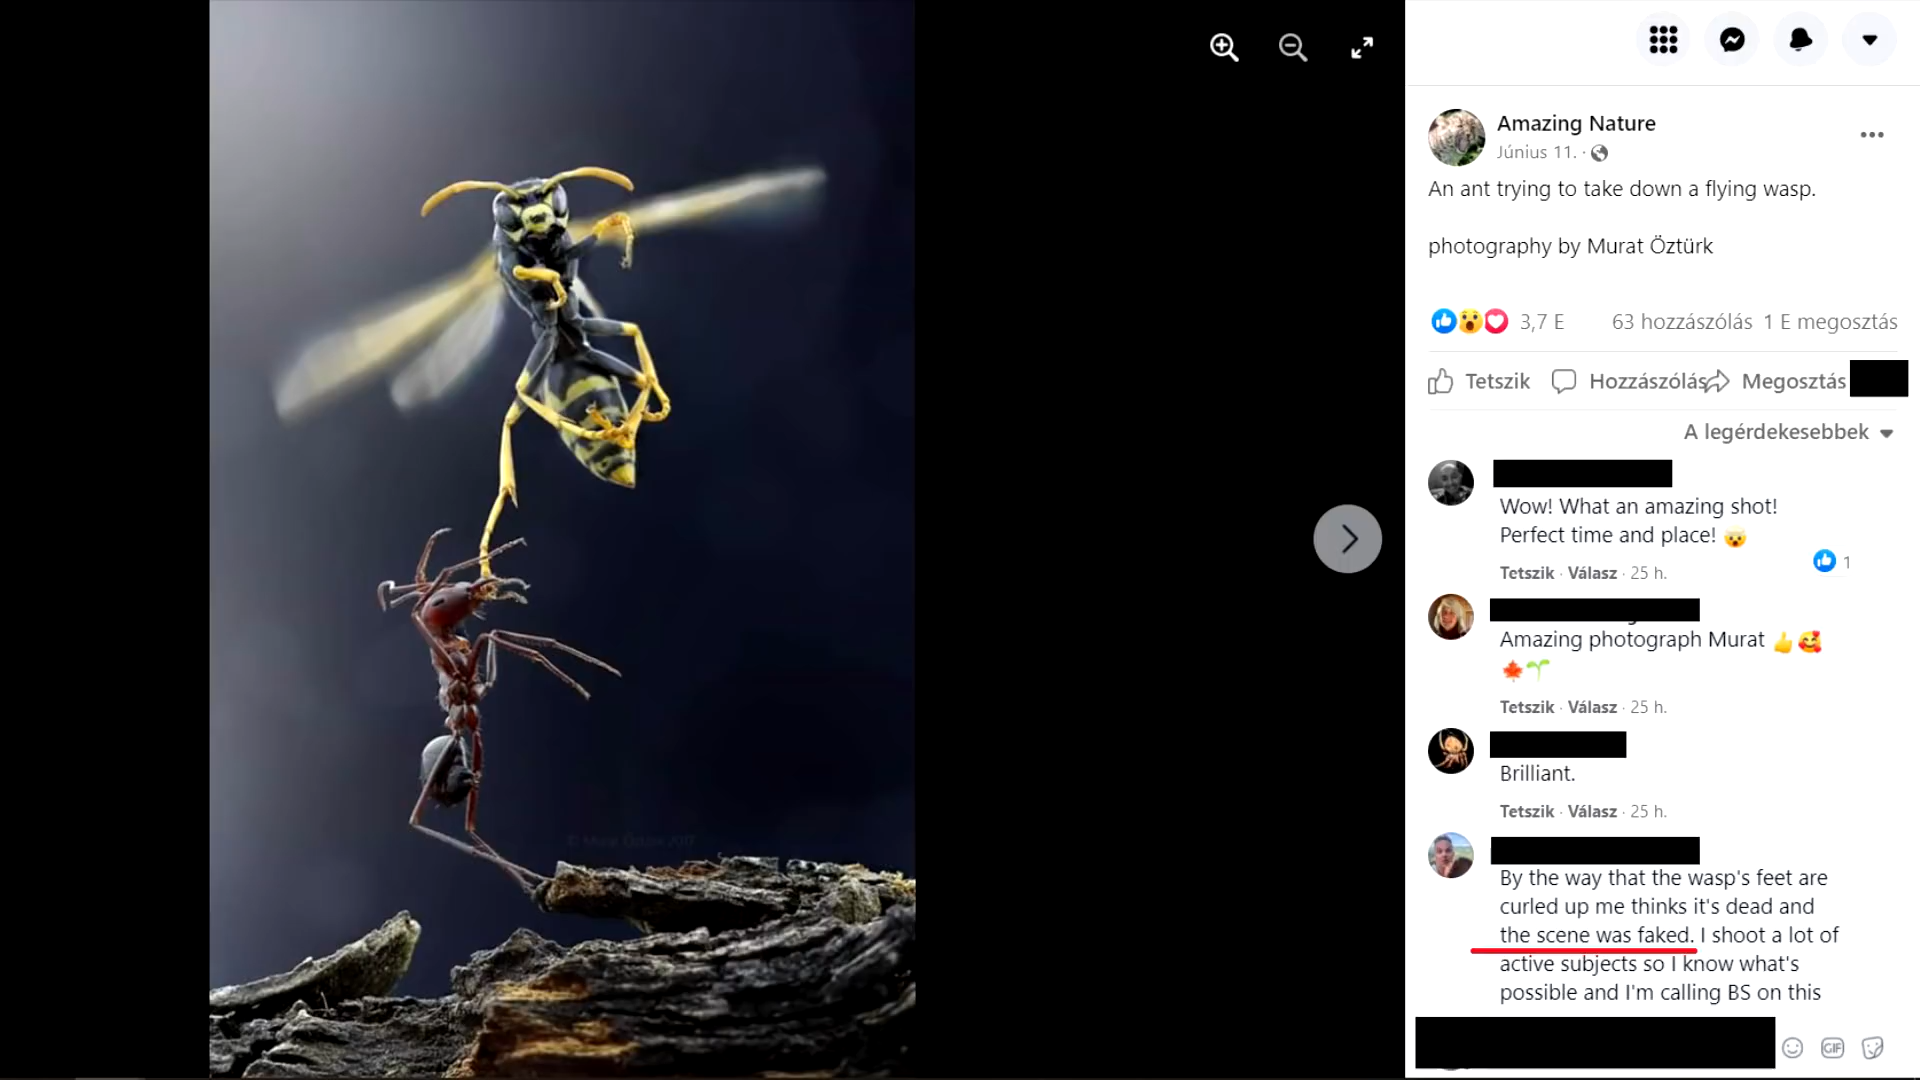 © Murat Öztürk 2017
Amazing Nature
Június 11. ·
An ant trying to take down a flying wasp.
photography by Murat Öztürk
3,7 E 63 hozzászólás 1 E megosztás
Tetszik Hozzászólás Megosztás
A legérdekesebbek
Wow! What an amazing shot!
Perfect time and place! 🤯
1
Tetszik · Válasz · 25 h.
Amazing photograph Murat 👍🥰
🍁🌱
Tetszik · Válasz · 25 h.
Brilliant.
Tetszik · Válasz · 25 h.
By the way that the wasp's feet are
curled up me thinks it's dead and
the scene was faked. I shoot a lot of
active subjects so I know what's
possible and I'm calling BS on this
GIF